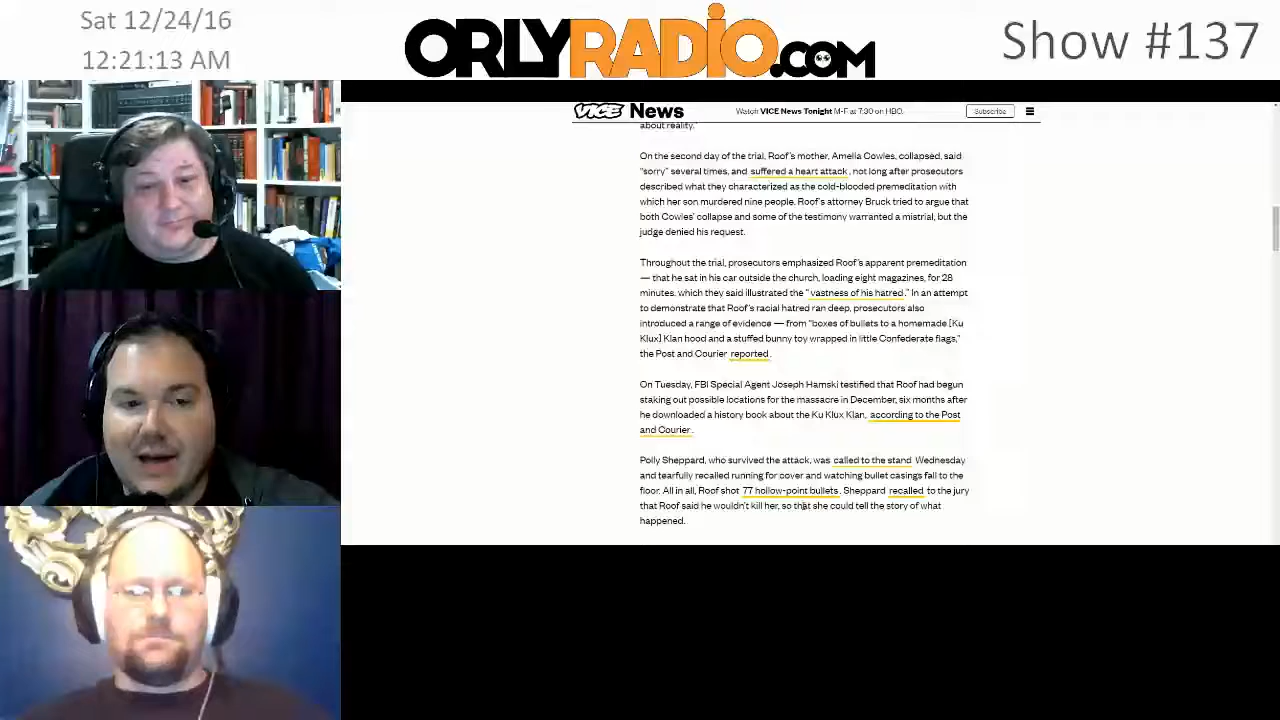 Sat 12/24/16
12:21:13 AM
ORLYRADIO.COM
Show #137
VICE News
Watch VICE News Tonight M-F at 7:30 on HBO.
Subscribe
about reality."
On the second day of the trial, Roof's mother, Amelia Cowles, collapsed, said
"sorry" several times, and suffered a heart attack, not long after prosecutors
described what they characterized as the cold-blooded premeditation with
which her son murdered nine people. Roof's attorney Bruck tried to argue that
both Cowles' collapse and some of the testimony warranted a mistrial, but the
judge denied his request.
Throughout the trial, prosecutors emphasized Roof's apparent premeditation
— that he sat in his car outside the church, loading eight magazines, for 28
minutes, which they said illustrated the "vastness of his hatred." In an attempt
to demonstrate that Roof's racial hatred ran deep, prosecutors also
introduced a range of evidence — from "boxes of bullets to a homemade [Ku
Klux] Klan hood and a stuffed bunny toy wrapped in little Confederate flags,"
the Post and Courier reported.
On Tuesday, FBI Special Agent Joseph Hamski testified that Roof had begun
staking out possible locations for the massacre in December, six months after
he downloaded a history book about the Ku Klux Klan, according to the Post
and Courier.
Polly Sheppard, who survived the attack, was called to the stand Wednesday
and tearfully recalled running for cover and watching bullet casings fall to the
floor. All in all, Roof shot 77 hollow-point bullets. Sheppard recalled to the jury
that Roof said he wouldn't kill her, so that she could tell the story of what
happened.